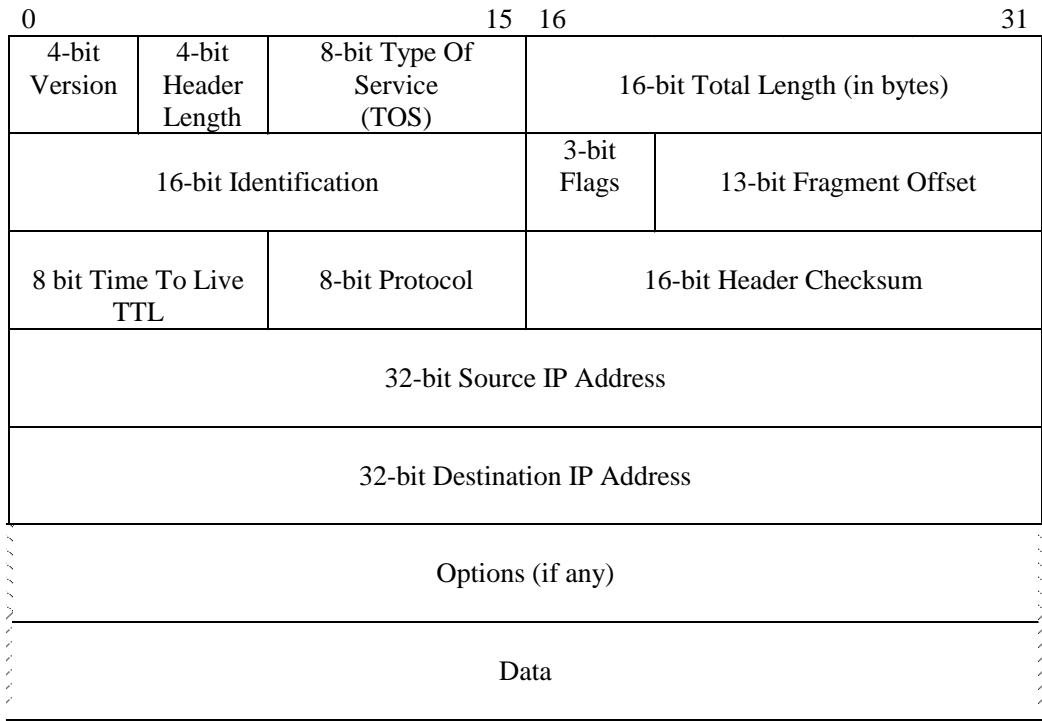 0 15 16 31
4-bit Version
4-bit Header Length
8-bit Type Of Service (TOS)
16-bit Total Length (in bytes)
16-bit Identification
3-bit Flags
13-bit Fragment Offset
8 bit Time To Live TTL
8-bit Protocol
16-bit Header Checksum
32-bit Source IP Address
32-bit Destination IP Address
Options (if any)
Data